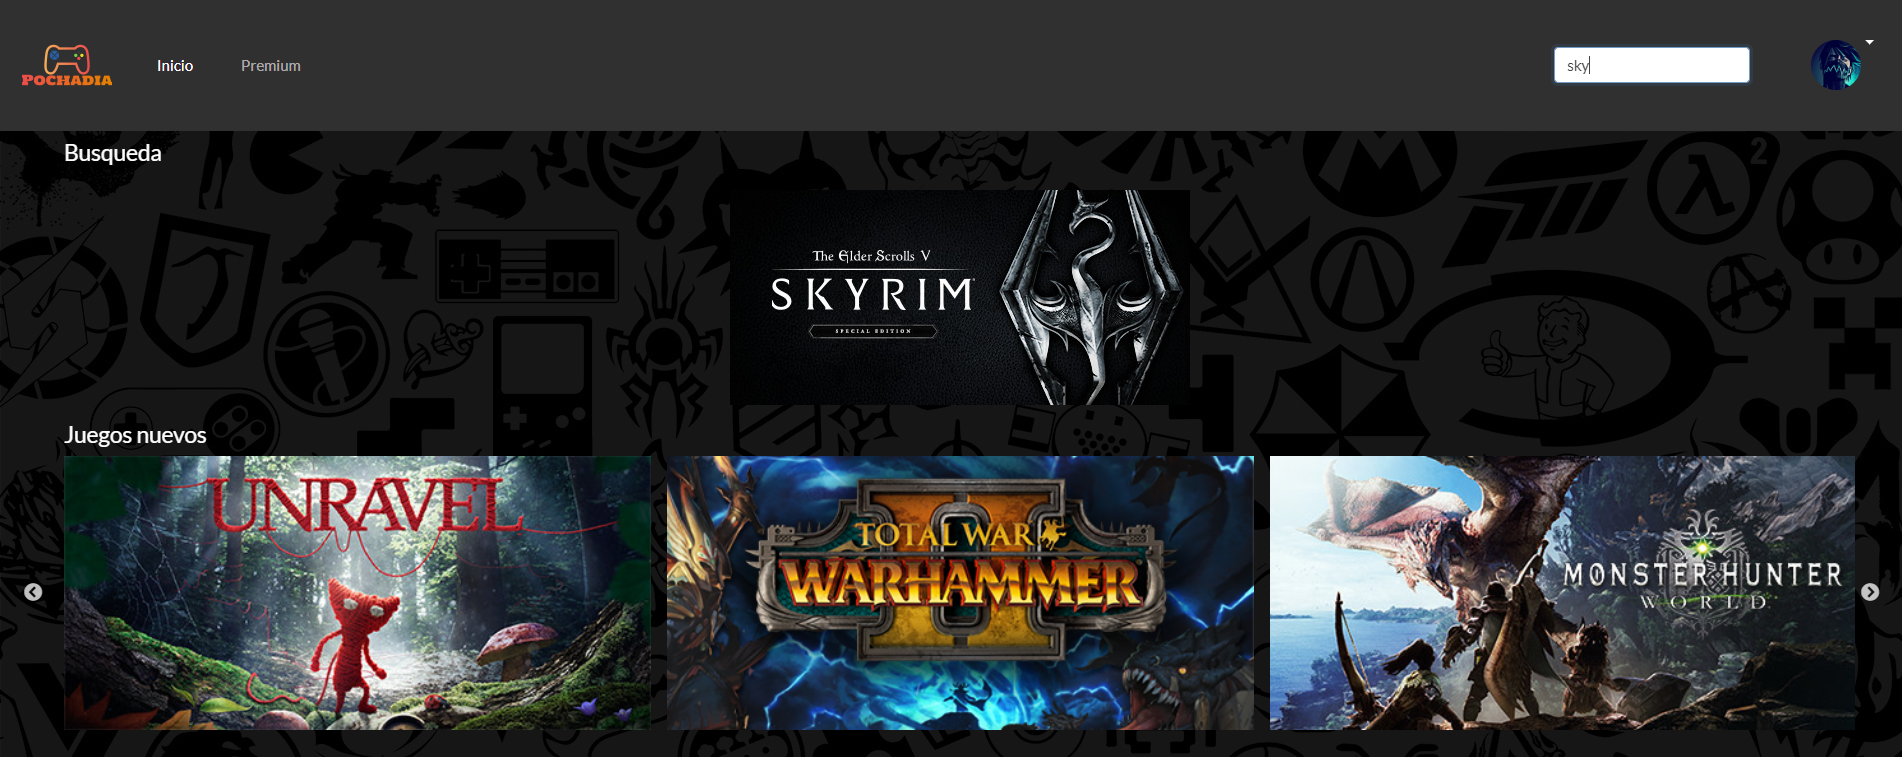 POCHADIA
Inicio
Premium
sky
Busqueda
The Elder Scrolls V
SKYRIM
SPECIAL EDITION
2
Juegos nuevos
UNRAVEL
TOTAL WAR
WARHAMMER
II
MONSTER HUNTER
WORLD